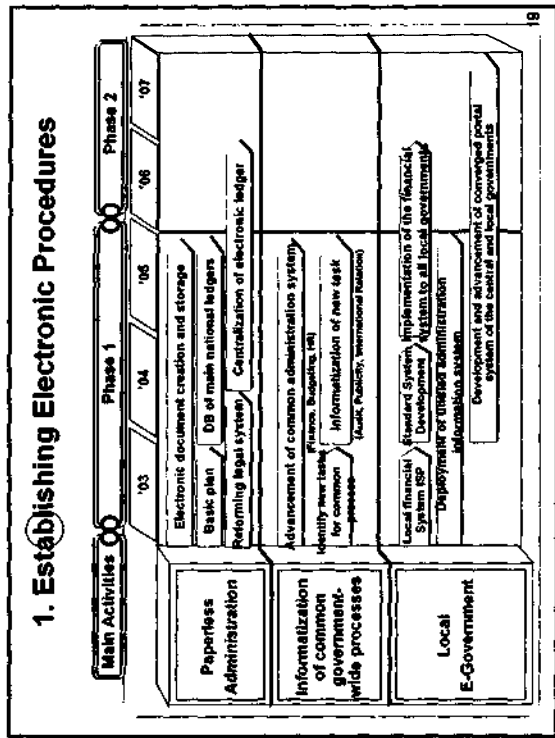 1. Establishing Electronic Procedures
Main Activities
Phase 1
Phase 2
'03
'04
'05
'06
'07
Paperless
Administration
Electronic document creation and storage
Basic plan
DB of main national ledgers
Reforming legal system
Centralization of electronic ledger
Informatization
of common
government-
wide processes
Advancement of common administration system
(Finance, Budgeting, HR)
Identify new tasks
for common
process
Informatization of new task
(Audit, Publicity, International Relation)
Local
E-Government
Local financial
System ISP
Standard System
Development
Implementation of the financial
system to all local governments
Deployment of unified administration
information system
Development and advancement of converged portal
system of the central and local governments
19